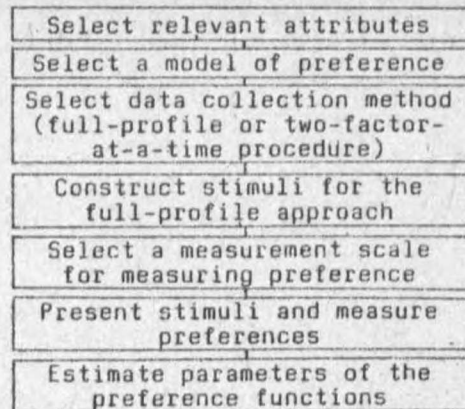 Select relevant attributes
Select a model of preference
Select data collection method
(full-profile or two-factor-
at-a-time procedure)
Construct stimuli for the
full-profile approach
Select a measurement scale
for measuring preference
Present stimuli and measure
preferences
Estimate parameters of the
preference functions